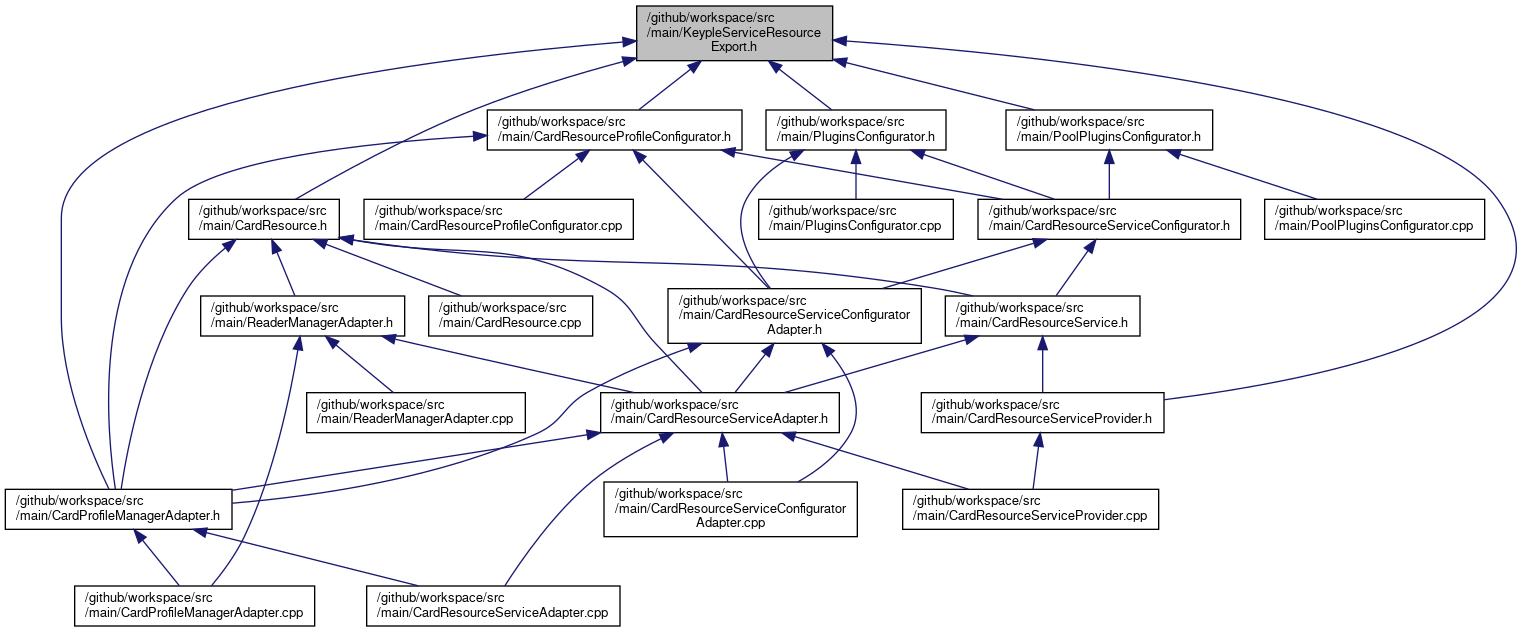 /github/workspace/src
/main/KeypleServiceResource
Export.h
/github/workspace/src
/main/CardResourceProfileConfigurator.h
/github/workspace/src
/main/PluginsConfigurator.h
/github/workspace/src
/main/PoolPluginsConfigurator.h
/github/workspace/src
/main/CardResource.h
/github/workspace/src
/main/CardResourceProfileConfigurator.cpp
/github/workspace/src
/main/PluginsConfigurator.cpp
/github/workspace/src
/main/CardResourceServiceConfigurator.h
/github/workspace/src
/main/PoolPluginsConfigurator.cpp
/github/workspace/src
/main/ReaderManagerAdapter.h
/github/workspace/src
/main/CardResource.cpp
/github/workspace/src
/main/CardResourceServiceConfigurator
Adapter.h
/github/workspace/src
/main/CardResourceService.h
/github/workspace/src
/main/ReaderManagerAdapter.cpp
/github/workspace/src
/main/CardResourceServiceAdapter.h
/github/workspace/src
/main/CardResourceServiceProvider.h
/github/workspace/src
/main/CardProfileManagerAdapter.h
/github/workspace/src
/main/CardResourceServiceConfigurator
Adapter.cpp
/github/workspace/src
/main/CardResourceServiceProvider.cpp
/github/workspace/src
/main/CardProfileManagerAdapter.cpp
/github/workspace/src
/main/CardResourceServiceAdapter.cpp